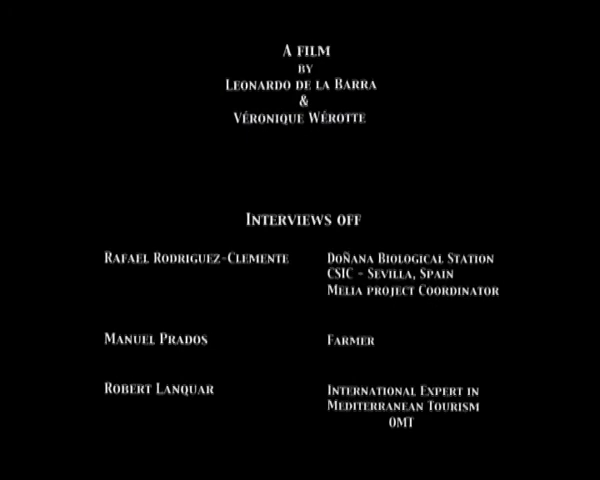 A FILM
BY
LEONARDO DE LA BARRA
&
VÉRONIQUE WÉROTTE
INTERVIEWS OFF
RAFAEL RODRIGUEZ-CLEMENTE
DOÑANA BIOLOGICAL STATION
CSIC - SEVILLA, SPAIN
MELIA PROJECT COORDINATOR
MANUEL PRADOS
FARMER
ROBERT LANQUAR
INTERNATIONAL EXPERT IN
MEDITERRANEAN TOURISM
OMT